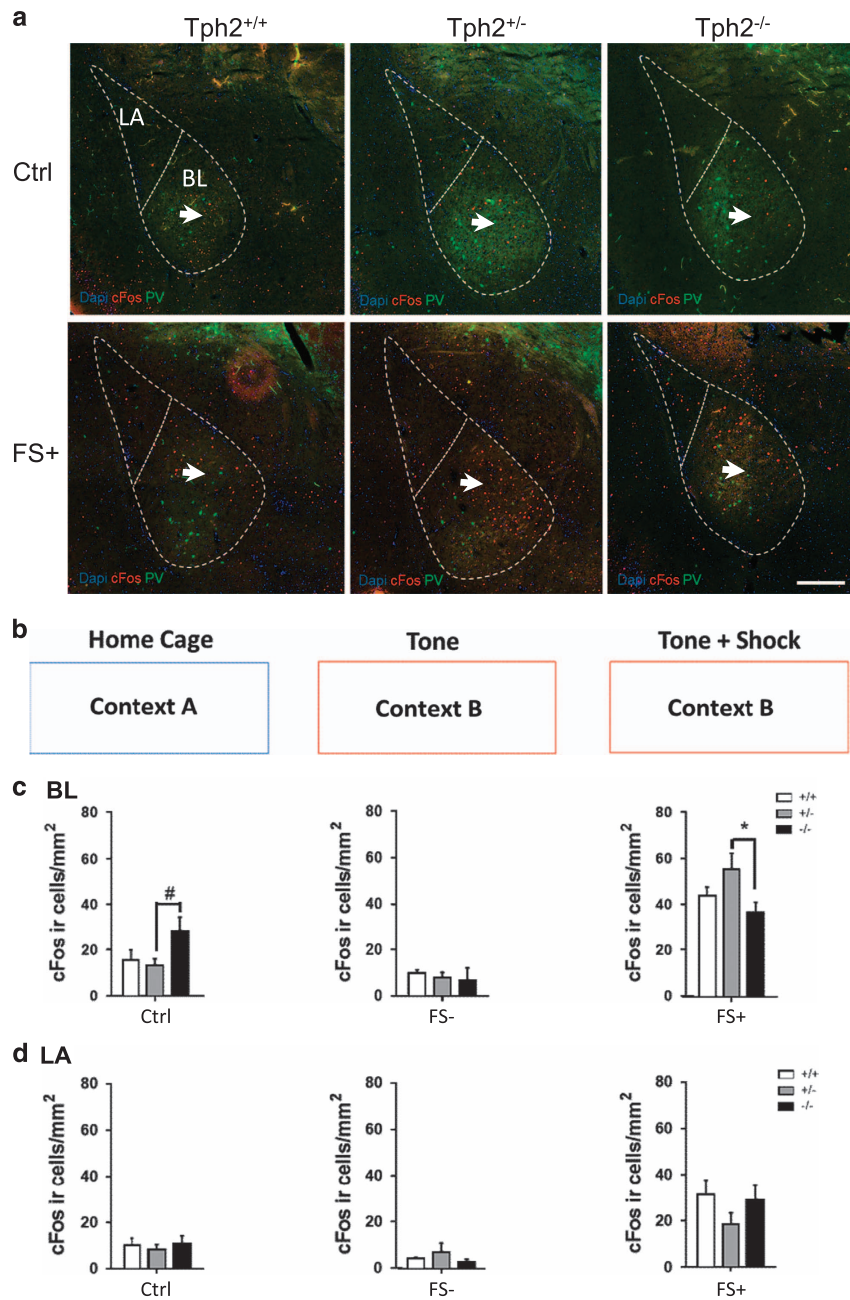 a
Tph2+/+ Tph2+/- Tph2-/-
Ctrl
LA
BL
Dapi cFos PV
Dapi cFos PV
Dapi cFos PV
FS+
Dapi cFos PV
Dapi cFos PV
Dapi cFos PV
b
Home Cage Tone Tone + Shock
Context A Context B Context B
c BL
cFos ir cells/mm2
80
60
40
20
0
#
Ctrl
cFos ir cells/mm2
80
60
40
20
0
FS-
cFos ir cells/mm2
80
60
40
20
0
*
+/+
+/-
-/-
FS+
d LA
cFos ir cells/mm2
80
60
40
20
0
Ctrl
cFos ir cells/mm2
80
60
40
20
0
FS-
cFos ir cells/mm2
80
60
40
20
0
+/+
+/-
-/-
FS+